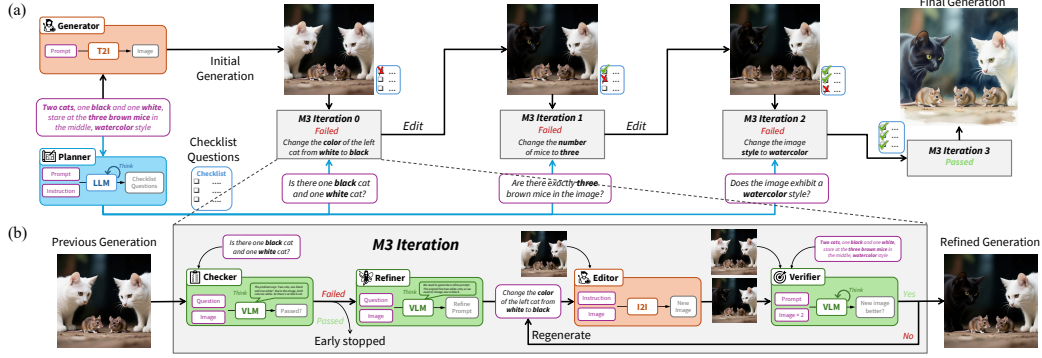 (a)
Generator
Prompt
T2I
Image
Initial
Generation
Two cats, one black and one white,
stare at the three brown mice in
the middle, watercolor style
Planner
Think
Prompt
Instruction
LLM
Checklist
Questions
Checklist
Questions
Checklist
....
....
....
...
...
...
M3 Iteration 0
Failed
Change the color of the left
cat from white to black
Is there one black cat
and one white cat?
Edit
...
...
...
M3 Iteration 1
Failed
Change the number
of mice to three
Are there exactly three
brown mice in the image?
Edit
...
...
...
M3 Iteration 2
Failed
Change the image
style to watercolor
Does the image exhibit a
watercolor style?
Final Generation
...
...
...
M3 Iteration 3
Passed
(b)
Previous Generation
M3 Iteration
Is there one black cat
and one white cat?
Checker
Think
Question
Image
VLM
Passed?
Failed
Passed
Early stopped
Refiner
Think
Question
Image
VLM
Refine
Prompt
Change the color
of the left cat from
white to black
Regenerate
Editor
Instruction
Image
I2I
New
Image
Two cats, one black and one white,
stare at the three brown mice in
the middle, watercolor style
Verifier
Think
Prompt
Image × 2
VLM
New image
better?
Yes
No
Refined Generation